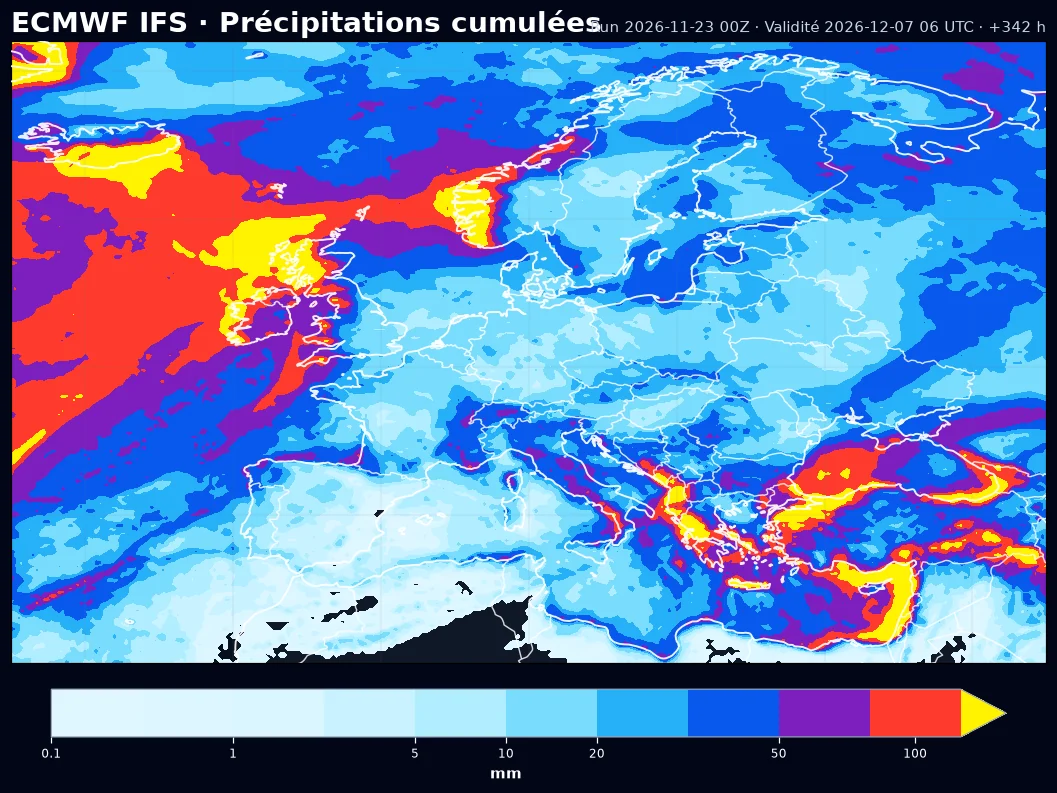 ECMWF IFS · Précipitations cumulées
Run 2026-11-23 00Z · Validité 2026-12-07 06 UTC · +342 h
0.1 1 5 10 20 50 100
mm